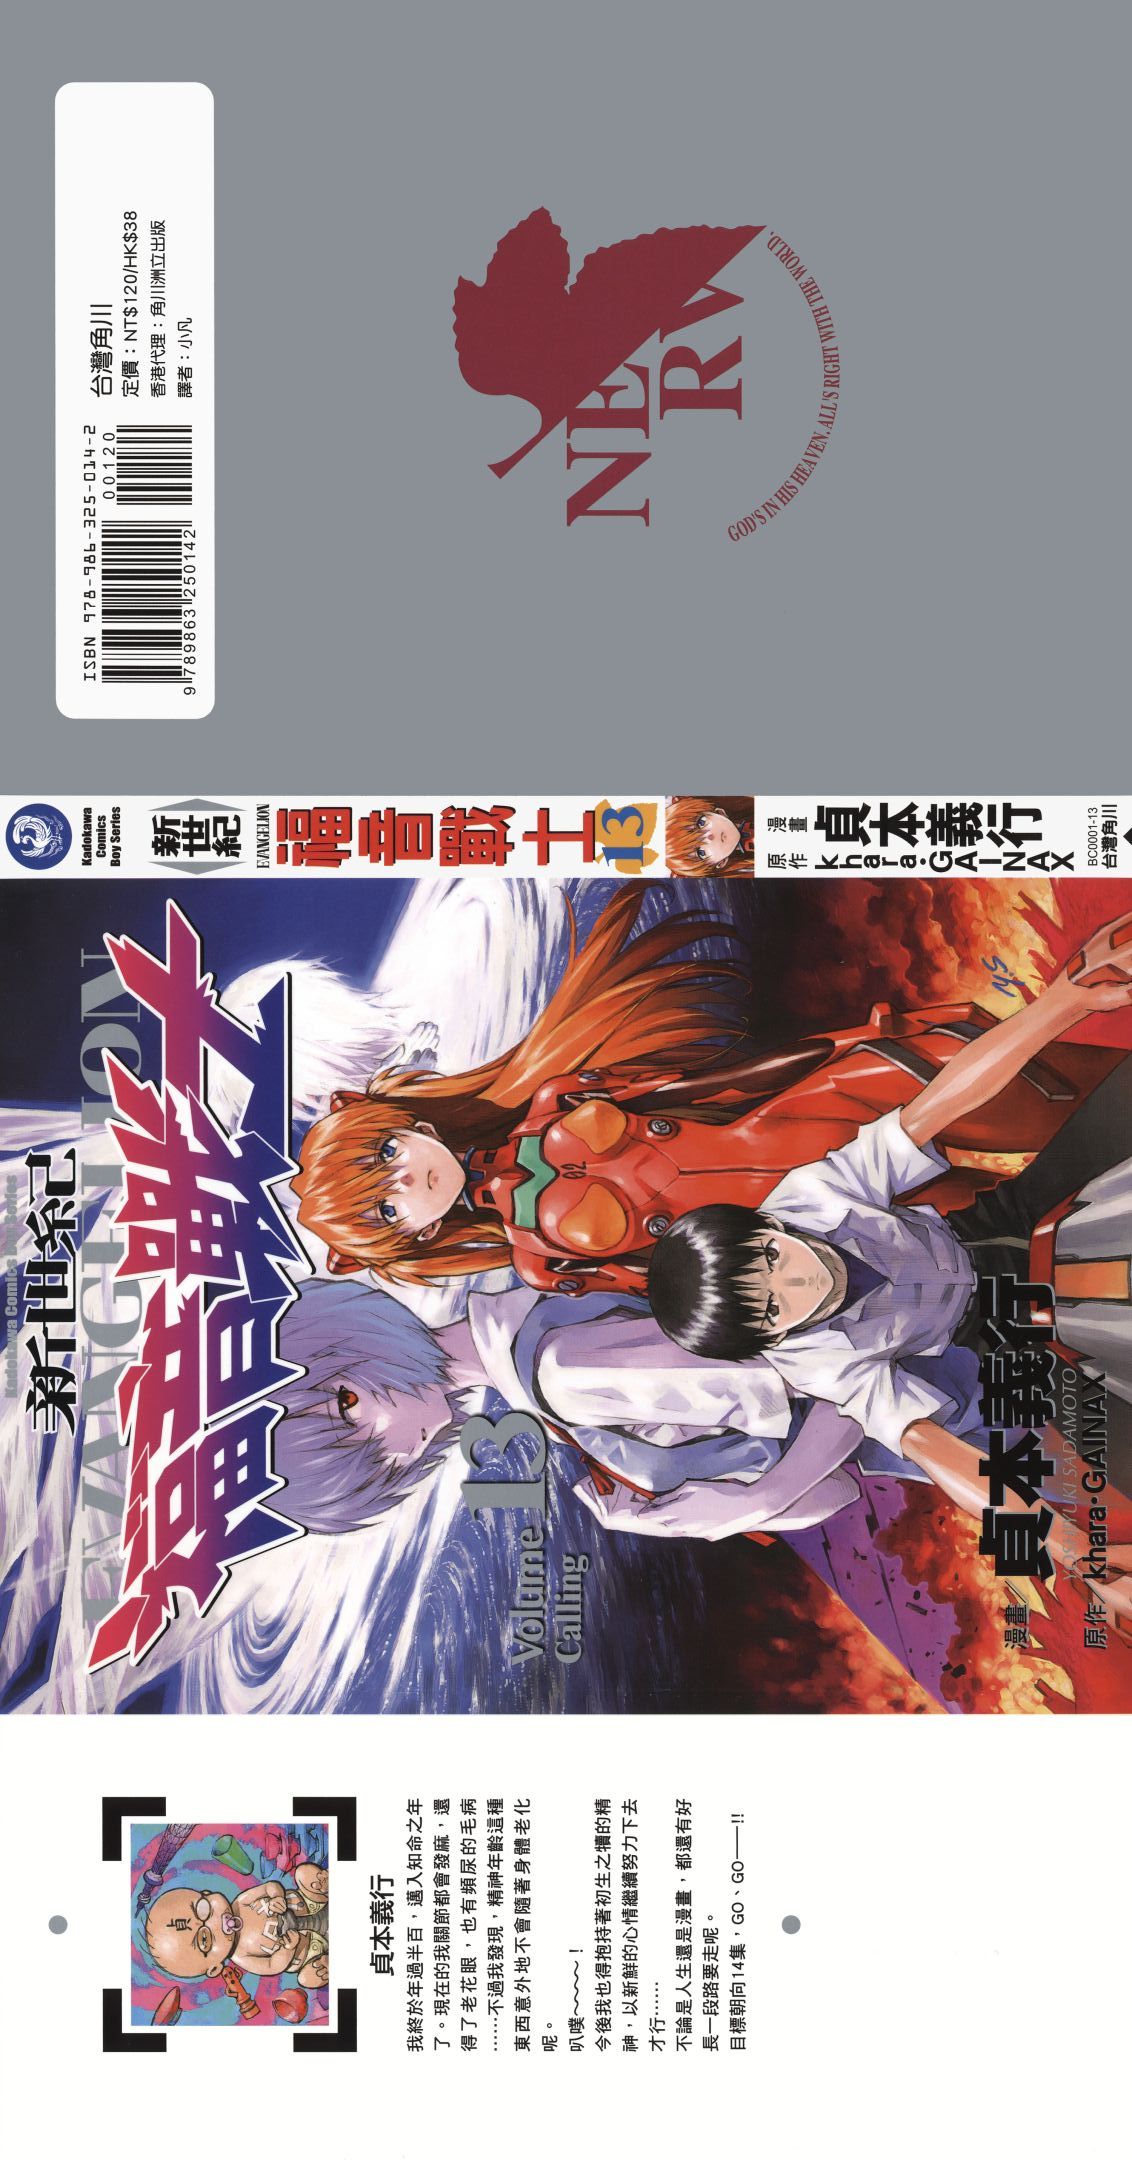 台灣角川
定價：NT$120/HK$38
香港代理：角川洲立出版
譯者：小凡
ISBN 978-986-325-014-2
00120
9 789863 250142
NERV
GOD'S IN HIS HEAVEN. ALL'S RIGHT WITH THE WORLD.
Kadokawa
Comics
Boy Series
新世紀
EVANGELION
福音戰士
13
漫畫
貞本義行
原作
khara·GAINAX
BC0001-13
台灣角川
Kadokawa Comic Boy Series
新世紀
EVANGELION
福音戰士
Volume 13
Calling
M.S
漫畫／貞本義行
YOSHIYUKI SADAMOTO
原作／khara·GAINAX
貞
貞本義行
我終於年過半百，邁入知命之年
了。現在的我關節都會發麻，還
得了老花眼，也有頻尿的毛病
……不過我發現，精神年齡這種
東西意外地不會隨著身體老化
呢。
叭噗～～～～！
今後我也得抱持著初生之犢的精
神，以新鮮的心情繼續努力下去
才行……
不論是人生還是漫畫，都還有好
長一段路要走呢。
目標朝向14集，GO、GO——!!